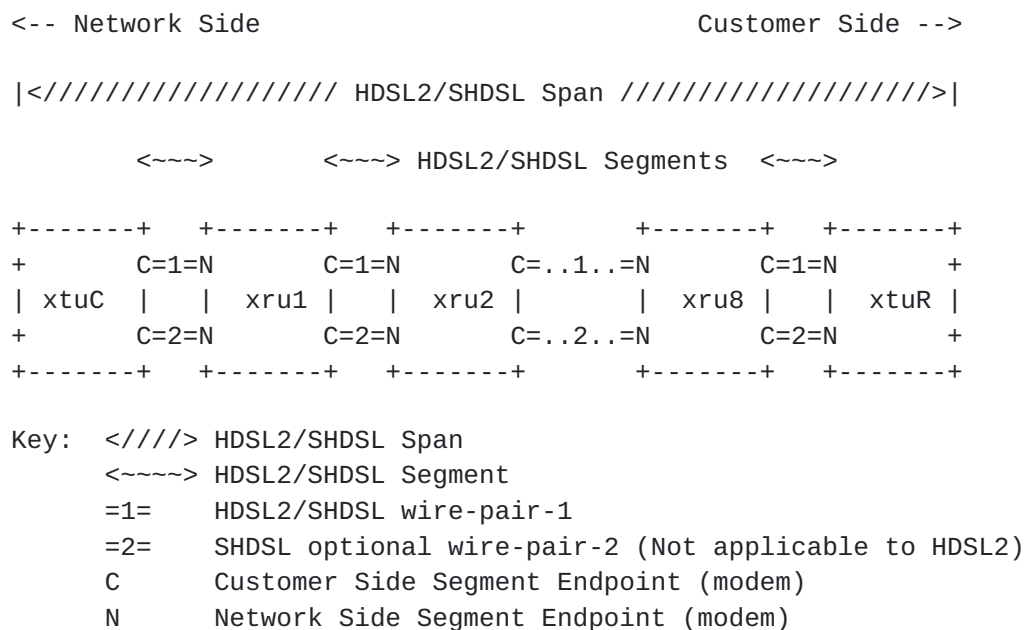 <-- Network Side                            Customer Side -->
|</////////////////// HDSL2/SHDSL Span ////////////////////>|
        <~~~>       <~~~> HDSL2/SHDSL Segments  <~~~>
+-------+   +-------+   +-------+       +-------+   +-------+
+       C=1=N       C=1=N       C=..1..=N       C=1=N       +
| xtuC  |   |  xru1 |   |  xru2 |       |  xru8 |   |  xtuR |
+       C=2=N       C=2=N       C=..2..=N       C=2=N       +
+-------+   +-------+   +-------+       +-------+   +-------+
Key:  <////> HDSL2/SHDSL Span
      <~~~~> HDSL2/SHDSL Segment
      =1=    HDSL2/SHDSL wire-pair-1
      =2=    SHDSL optional wire-pair-2 (Not applicable to HDSL2)
      C      Customer Side Segment Endpoint (modem)
      N      Network Side Segment Endpoint (modem)